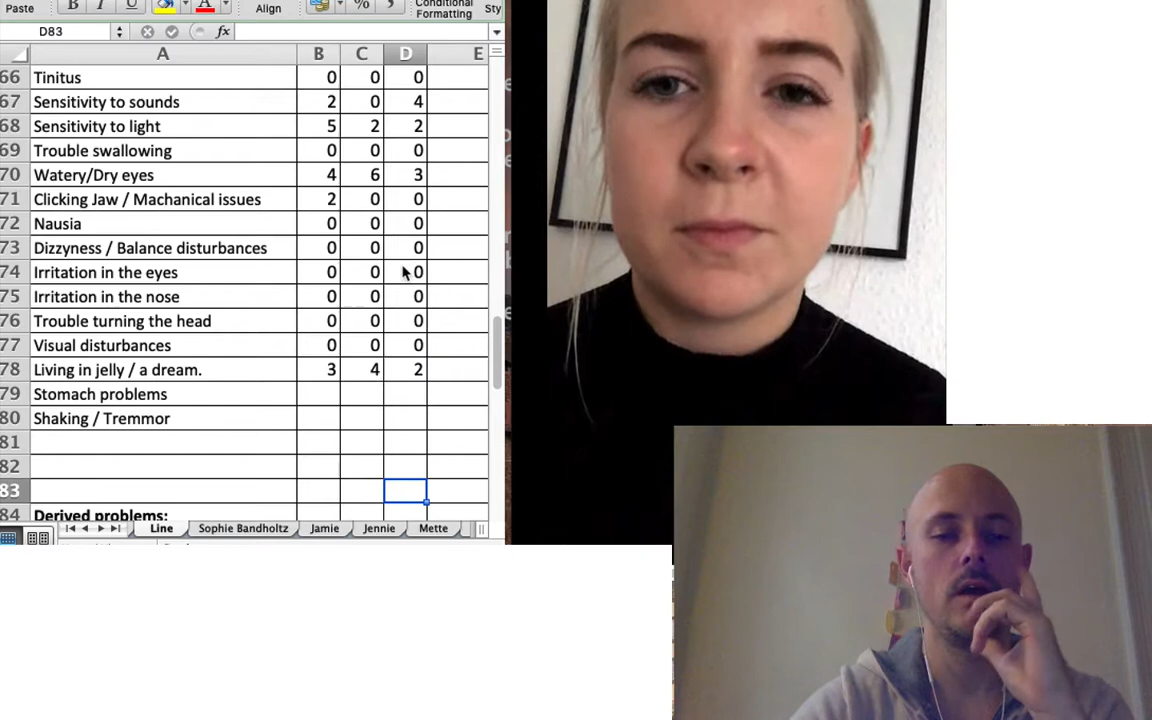 Paste B I U A Align % Conditional Formatting Sty
D83 fx
A B C D E
66 Tinitus 0 0 0
67 Sensitivity to sounds 2 0 4
68 Sensitivity to light 5 2 2
69 Trouble swallowing 0 0 0
70 Watery/Dry eyes 4 6 3
71 Clicking Jaw / Machanical issues 2 0 0
72 Nausia 0 0 0
73 Dizzyness / Balance disturbances 0 0 0
74 Irritation in the eyes 0 0 0
75 Irritation in the nose 0 0 0
76 Trouble turning the head 0 0 0
77 Visual disturbances 0 0 0
78 Living in jelly / a dream. 3 4 2
79 Stomach problems
80 Shaking / Tremmor
81
82
83
84 Derived problems:
Line Sophie Bandholtz Jamie Jennie Mette